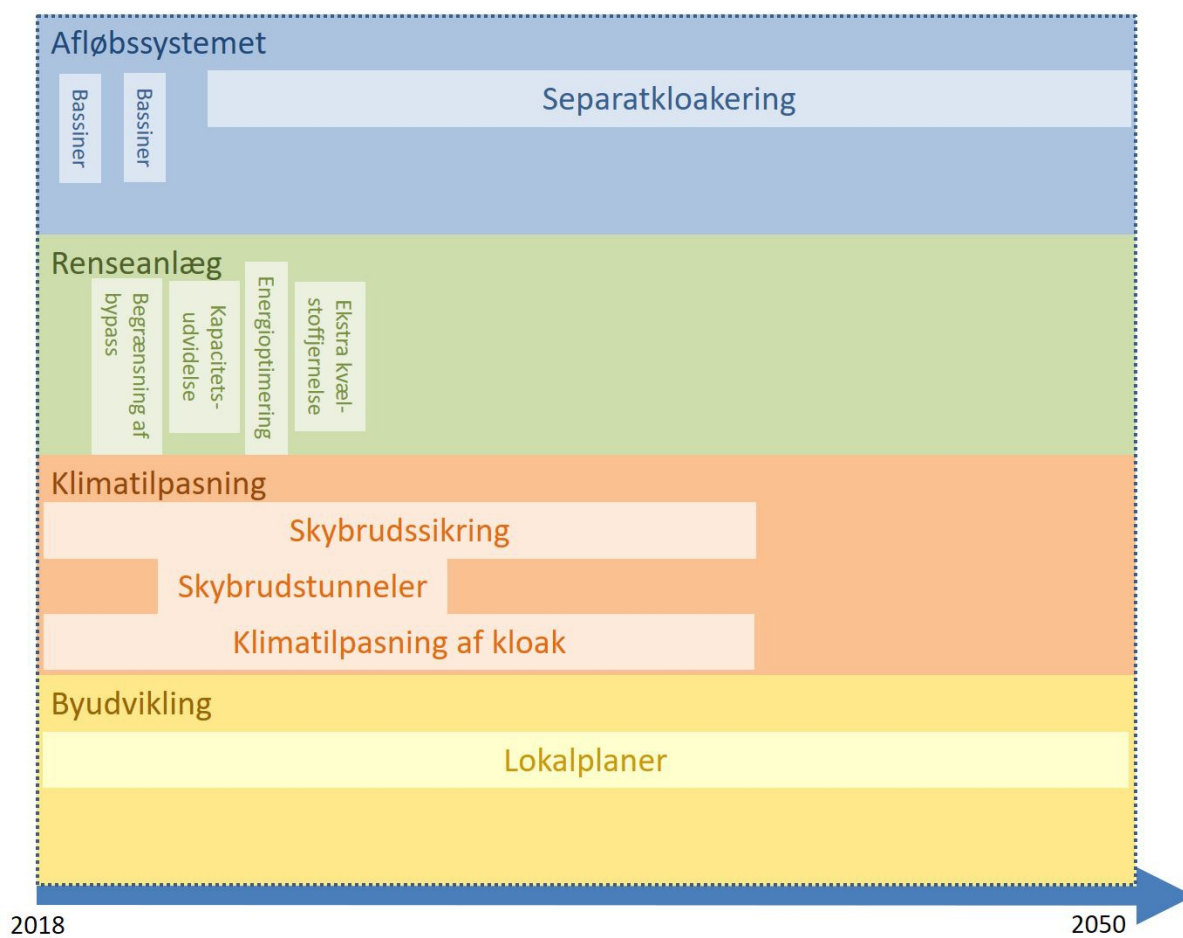 Afløbssystemet
Bassiner
Bassiner
Separatkloakering
Renseanlæg
Begrænsning af
bypass
Kapacitets-
udvidelse
Energioptimering
Ekstra kvæl-
stoffjernelse
Klimatilpasning
Skybrudssikring
Skybrudstunneler
Klimatilpasning af kloak
Byudvikling
Lokalplaner
2018
2050